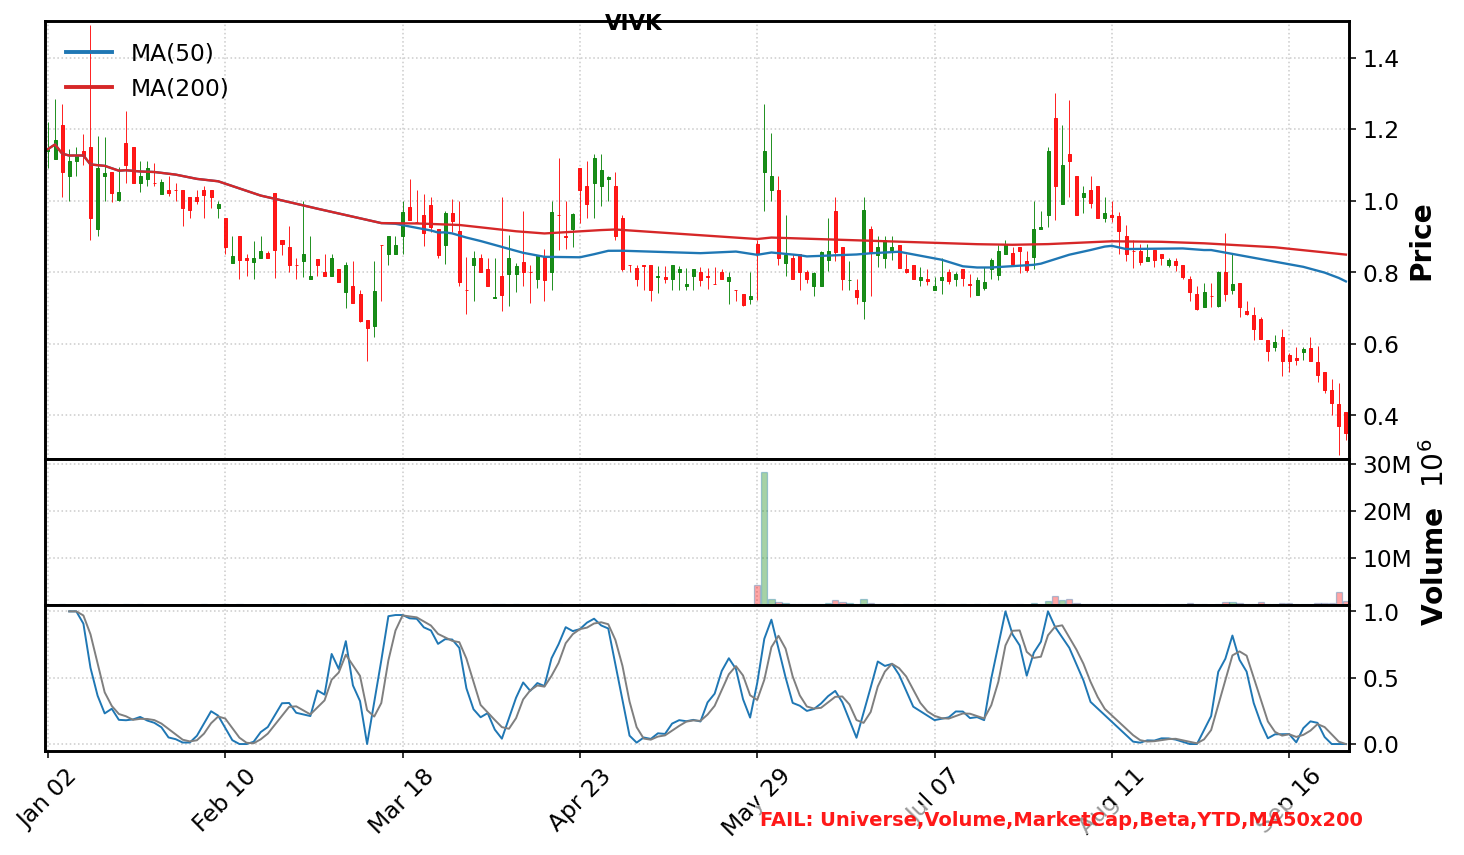 VIVK
MA(50)
MA(200)
1.4
1.2
1.0
0.8
0.6
0.4
Price
30M
20M
10M
Volume 10^6
1.0
0.5
0.0
Jan 02
Feb 10
Mar 18
Apr 23
May 29
Jul 07
Aug 11
Sep 16
FAIL: Universe,Volume,MarketCap,Beta,YTD,MA50x200